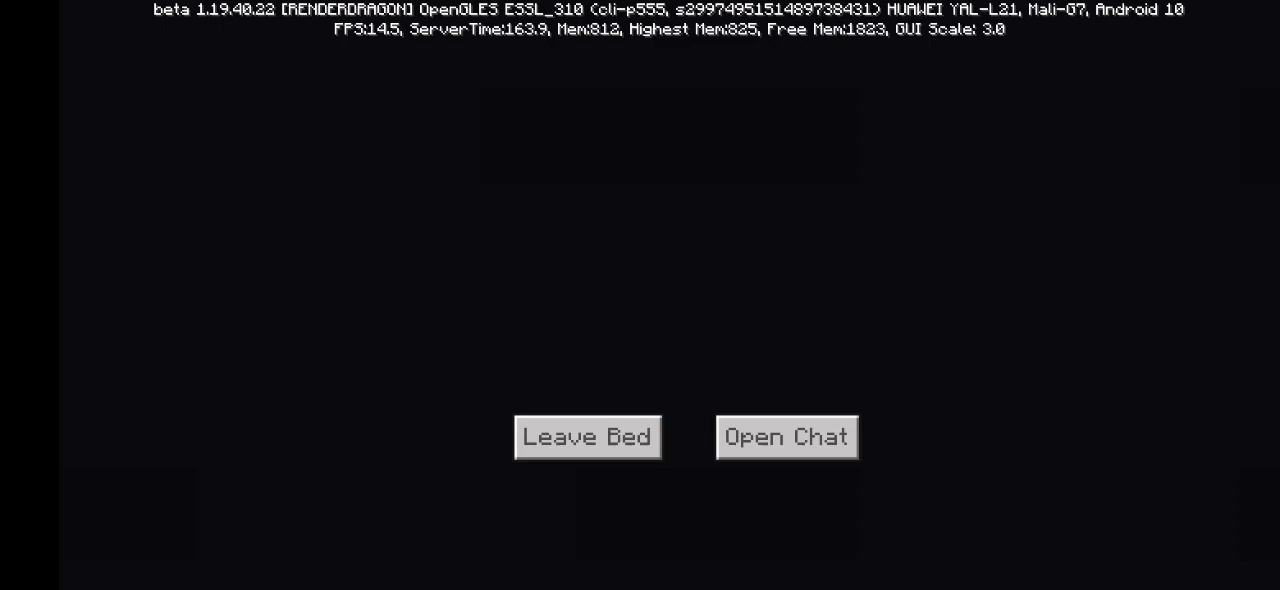 beta 1.19.40.22 [RENDERDRAGON] OpenGLES ESSL_310 (cli-p555, s2997495151489738431) HUAWEI YAL-L21, Mali-G7, Android 10
FPS:14.5, ServerTime:163.9, Mem:812, Highest Mem:825, Free Mem:1823, GUI Scale: 3.0
Leave Bed
Open Chat